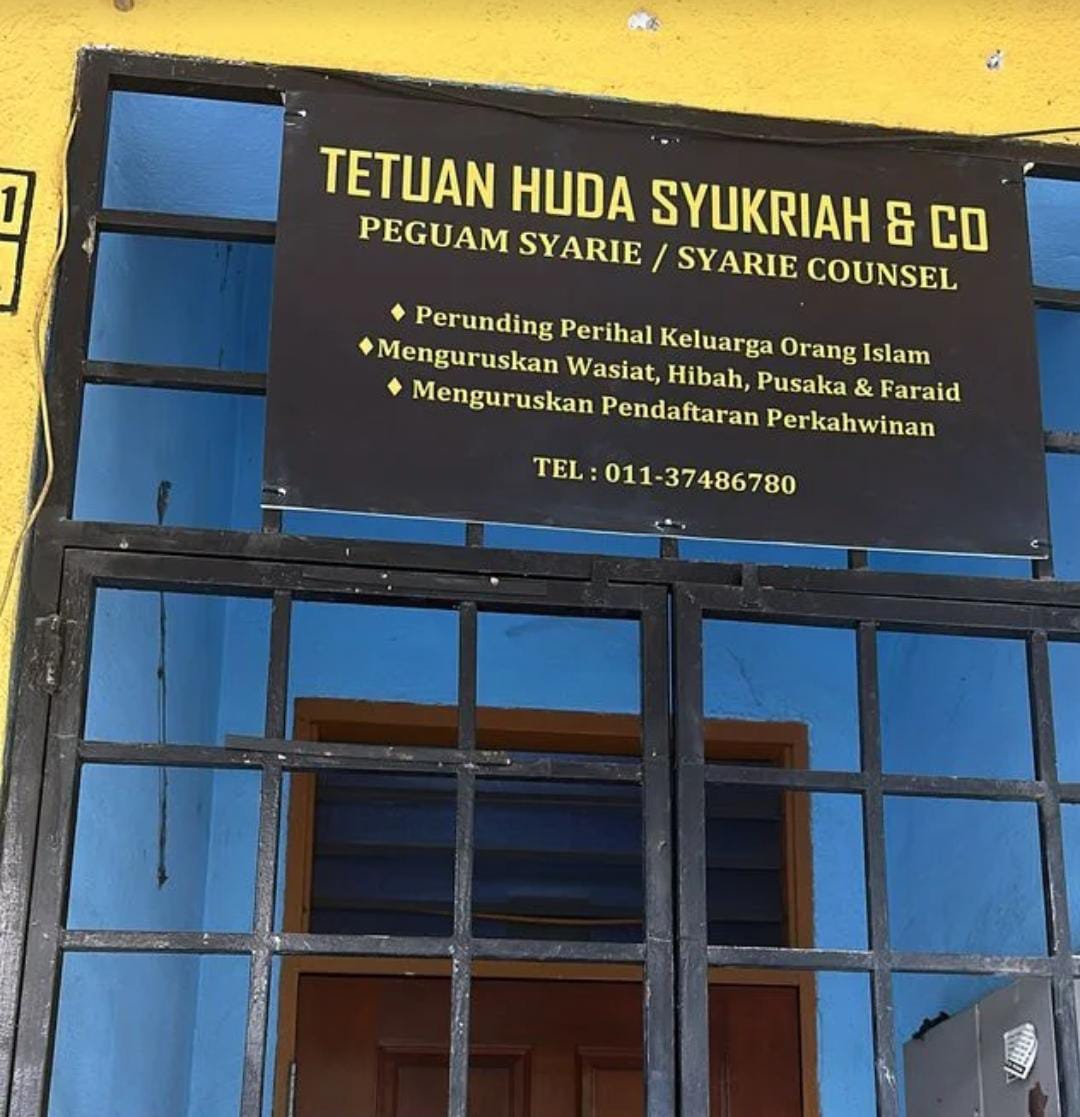 TETUAN HUDA SYUKRIAH & CO
PEGUAM SYARIE / SYARIE COUNSEL
♦ Perunding Perihal Keluarga Orang Islam
♦ Menguruskan Wasiat, Hibah, Pusaka & Faraid
♦ Menguruskan Pendaftaran Perkahwinan
TEL : 011-37486780
1